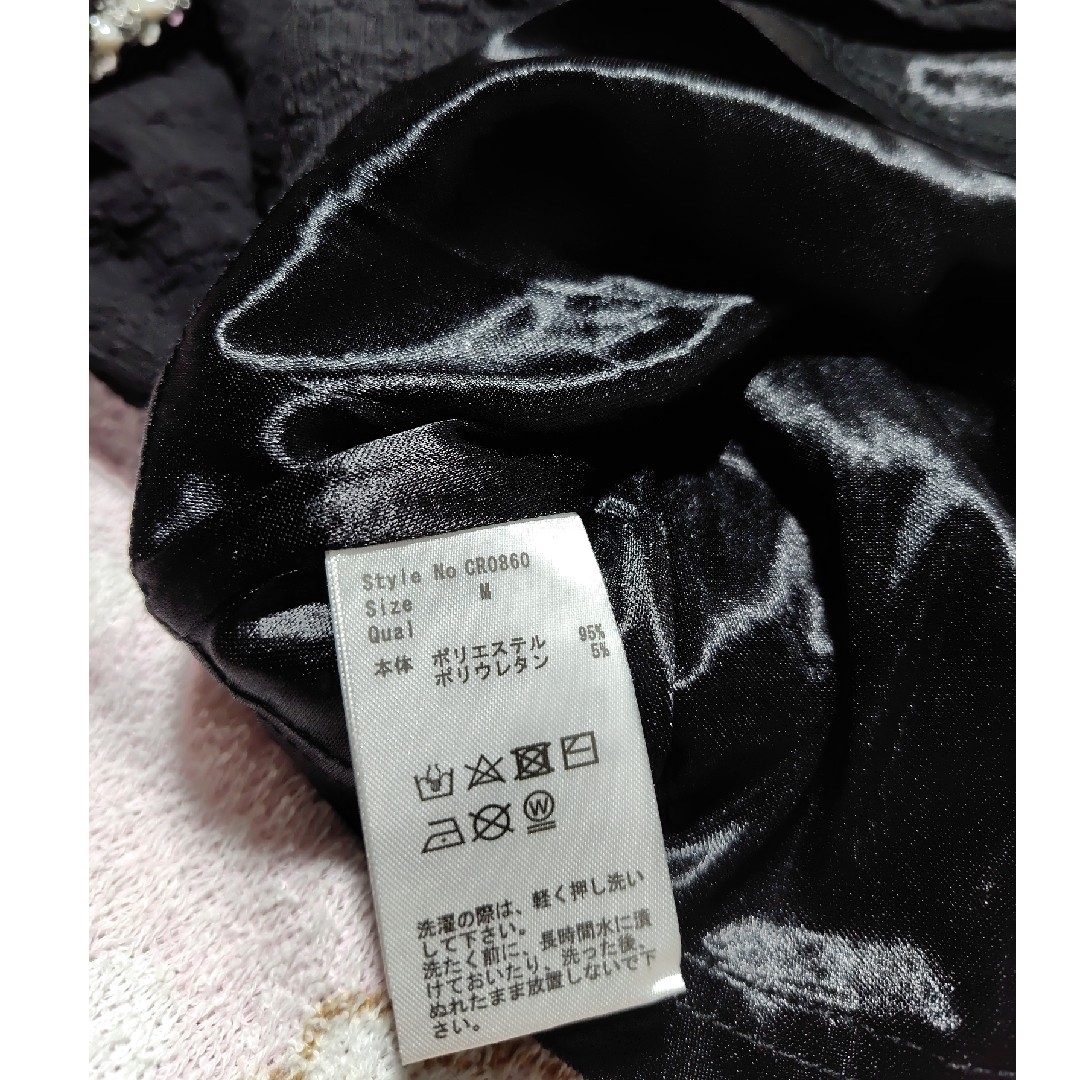 Style No CR0860
Size M
Qual
本体 ポリエステル 95%
ポリウレタン 5%
W
洗濯の際は、軽く押し洗い
して下さい。
洗たく前に、長時間水に漬
けておいたり、洗った後、
ぬれたまま放置しないで下
さい。